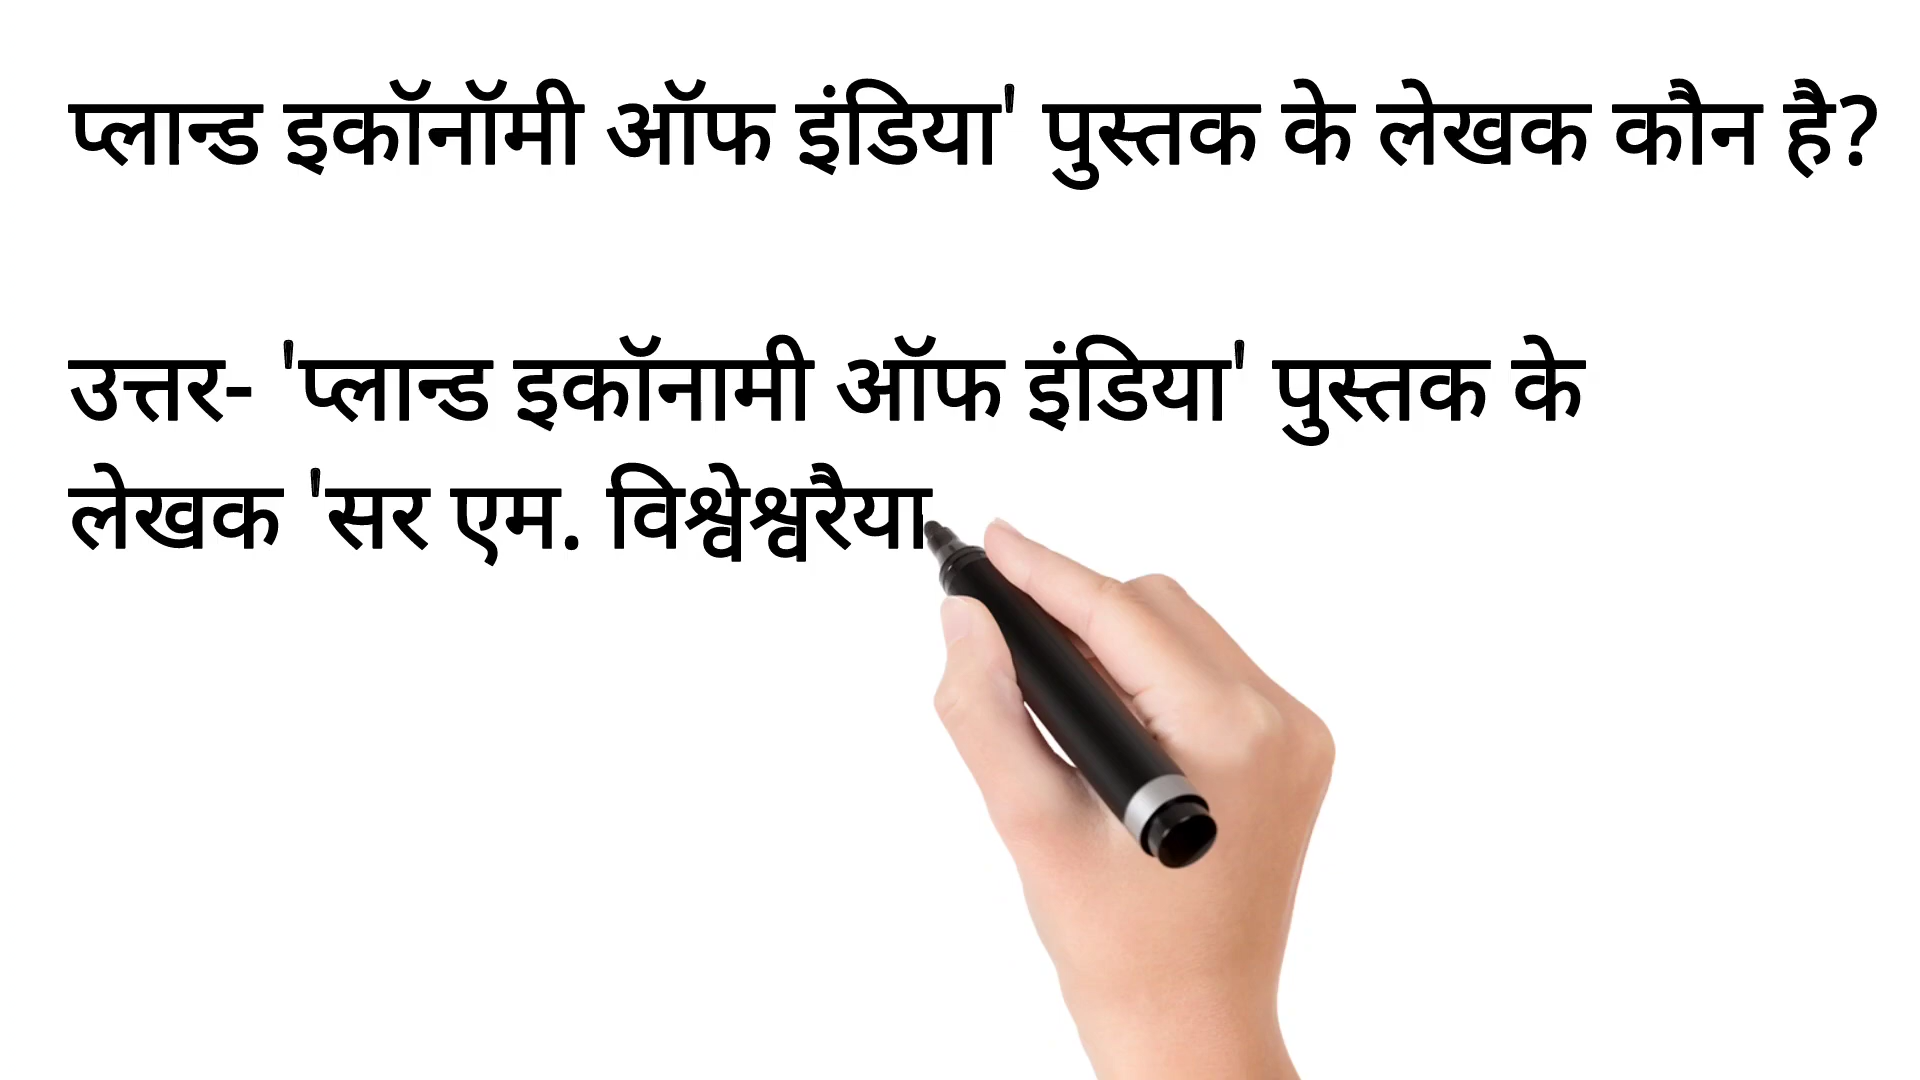 प्लान्ड इकॉनॉमी ऑफ इंडिया' पुस्तक के लेखक कौन है?
उत्तर- 'प्लान्ड इकॉनामी ऑफ इंडिया' पुस्तक के
लेखक 'सर एम. विश्वेश्वरैया